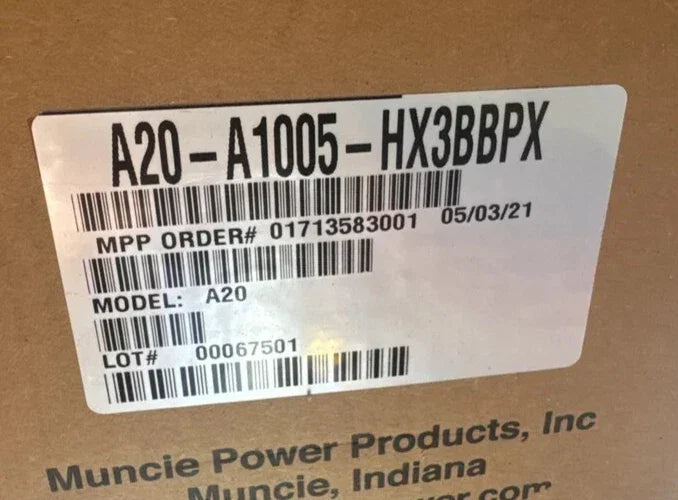 A20-A1005-HX3BBPX
MPP ORDER# 01713583001 05/03/21
MODEL: A20
LOT# 00067501
Muncie Power Products, Inc
Muncie, Indiana